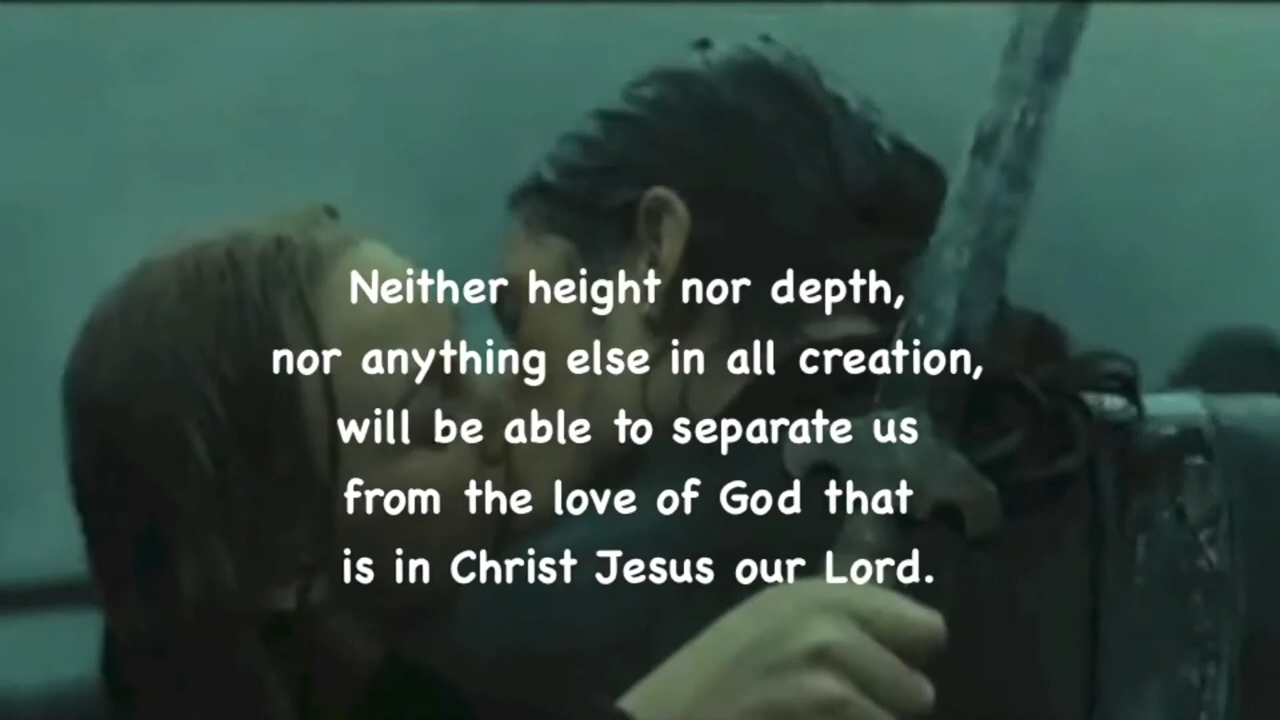 Neither height nor depth,
nor anything else in all creation,
will be able to separate us
from the love of God that
is in Christ Jesus our Lord.